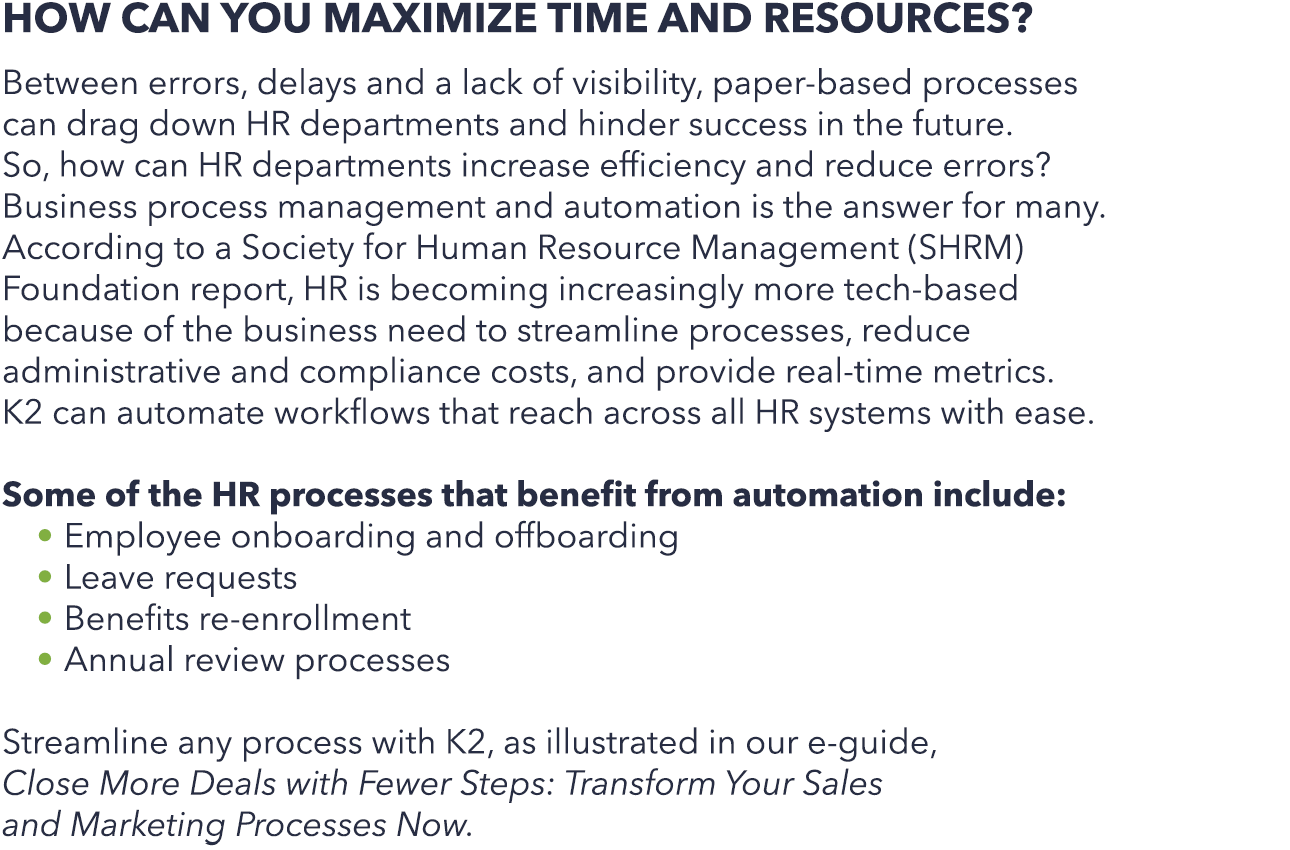 HOW CAN YOU MAXIMIZE TIME AND RESOURCES?
Between errors, delays and a lack of visibility, paper-based processes
can drag down HR departments and hinder success in the future.
So, how can HR departments increase efficiency and reduce errors?
Business process management and automation is the answer for many.
According to a Society for Human Resource Management (SHRM)
Foundation report, HR is becoming increasingly more tech-based
because of the business need to streamline processes, reduce
administrative and compliance costs, and provide real-time metrics.
K2 can automate workflows that reach across all HR systems with ease.
Some of the HR processes that benefit from automation include:
• Employee onboarding and offboarding
• Leave requests
• Benefits re-enrollment
• Annual review processes
Streamline any process with K2, as illustrated in our e-guide,
Close More Deals with Fewer Steps: Transform Your Sales
and Marketing Processes Now.